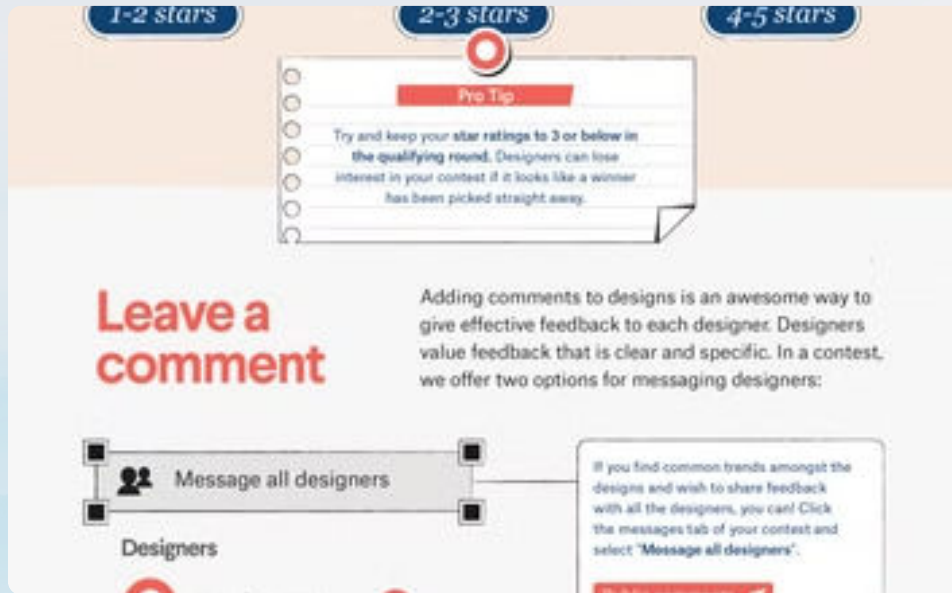 1-2 stars
2-3 stars
4-5 stars
Pro Tip
Try and keep your star ratings to 3 or below in
the qualifying round. Designers can lose
interest in your contest if it looks like a winner
has been picked straight away.
Leave a
comment
Adding comments to designs is an awesome way to
give effective feedback to each designer. Designers
value feedback that is clear and specific. In a contest,
we offer two options for messaging designers:
Message all designers
If you find common trends amongst the
designs and wish to share feedback
with all the designers, you can! Click
the messages tab of your contest and
select "Message all designers".
Designers